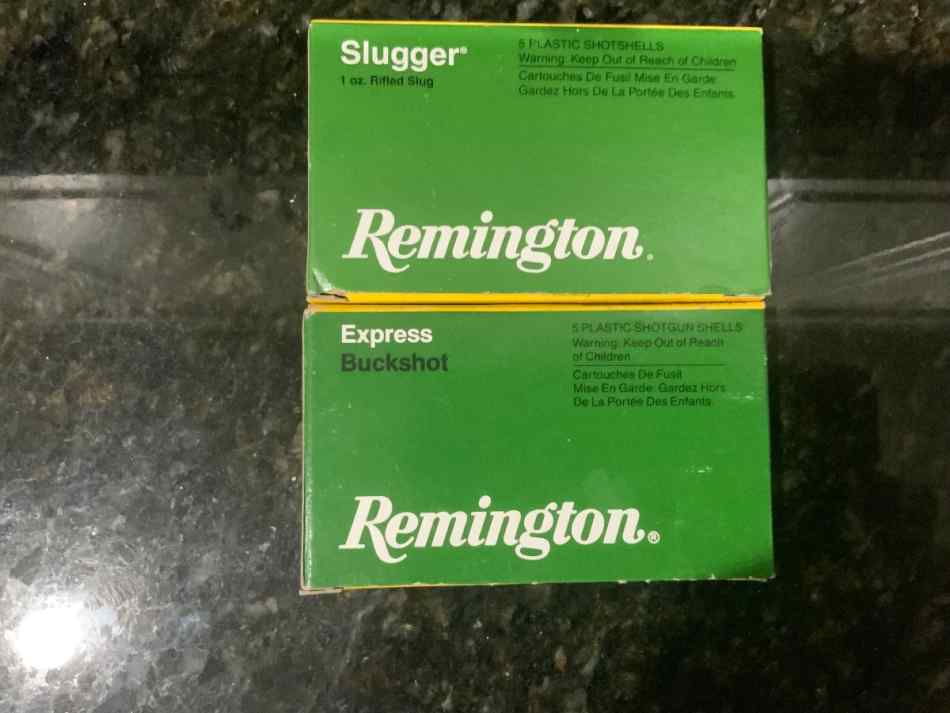 Slugger®
1 oz. Rifled Slug
5 PLASTIC SHOTSHELLS
Warning: Keep Out of Reach of Children
Cartouches De Fusil Mise En Garde:
Gardez Hors De La Portée Des Enfants
Remington.
Express
Buckshot
5 PLASTIC SHOTGUN SHELLS
Warning: Keep Out of Reach
of Children
Cartouches De Fusil
Mise En Garde: Gardez Hors
De La Portée Des Enfants.
Remington®